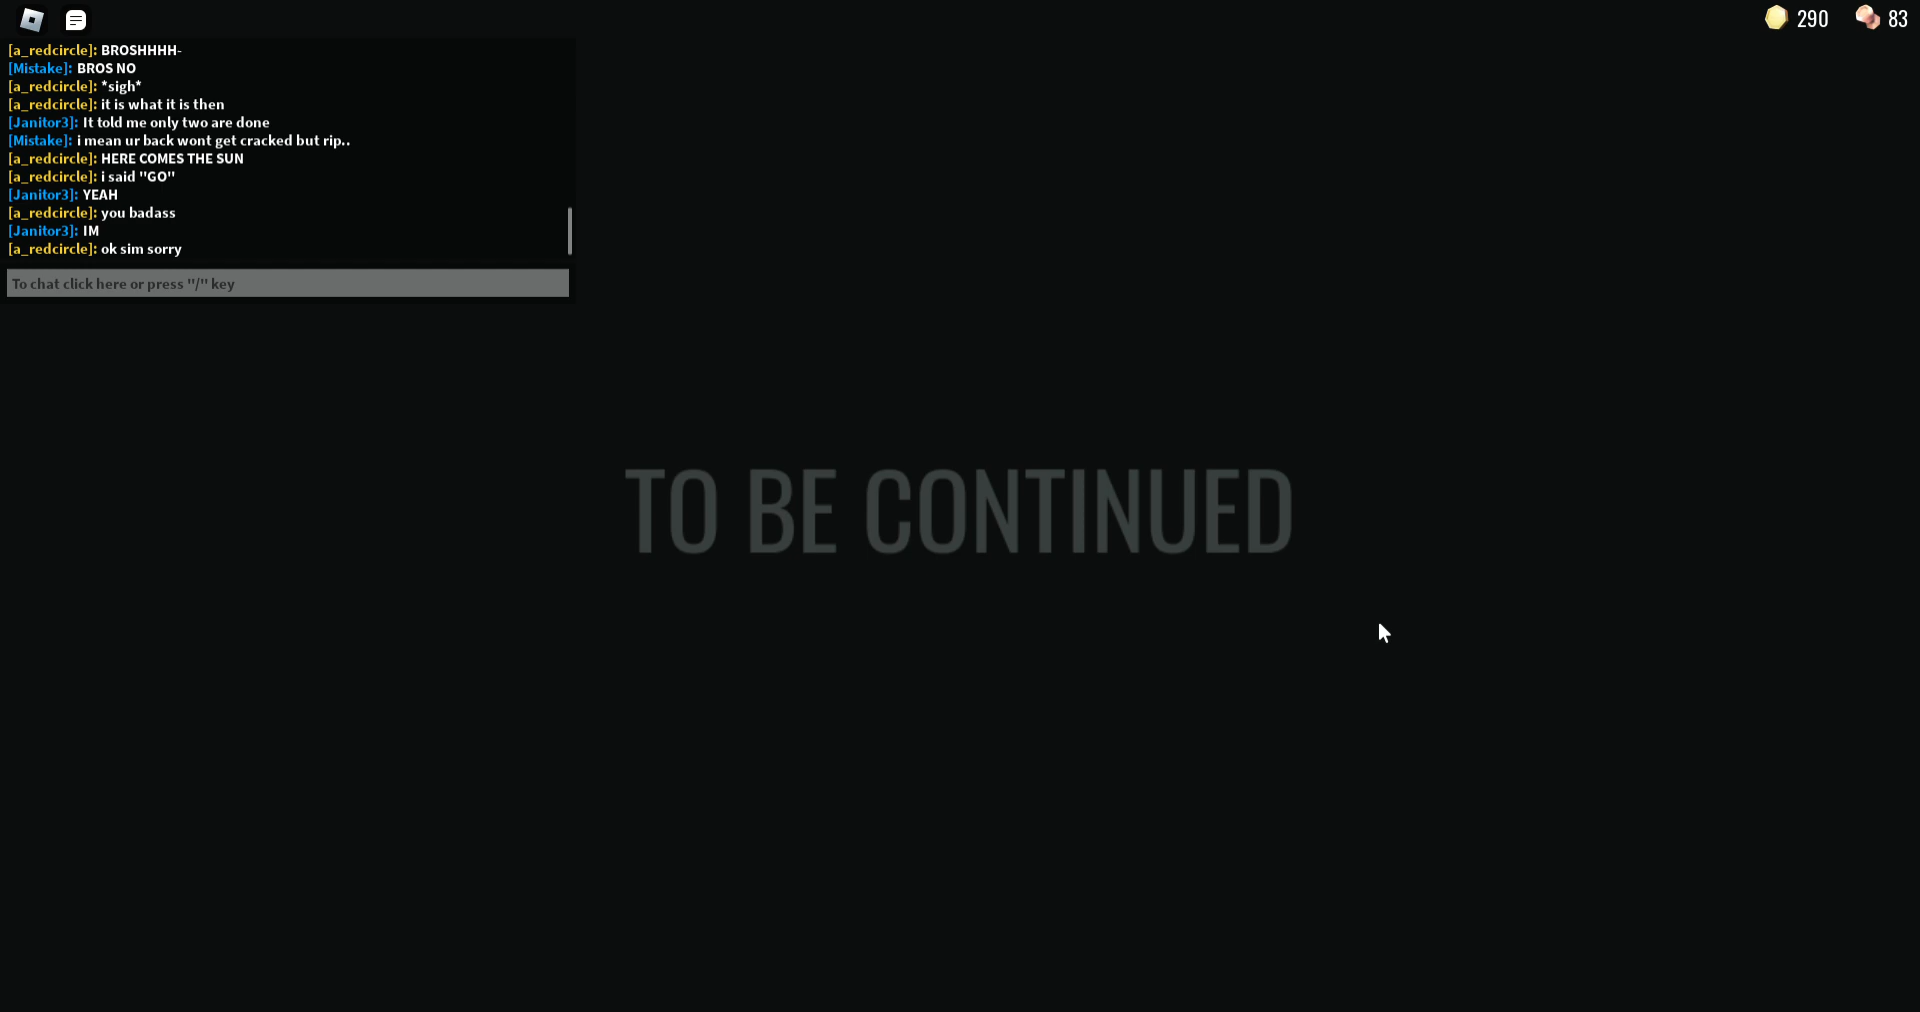 290 83
[a_redcircle]: BROSHHHH-
[Mistake]: BROS NO
[a_redcircle]: *sigh*
[a_redcircle]: it is what it is then
[Janitor3]: It told me only two are done
[Mistake]: i mean ur back wont get cracked but rip..
[a_redcircle]: HERE COMES THE SUN
[a_redcircle]: i said "GO"
[Janitor3]: YEAH
[a_redcircle]: you badass
[Janitor3]: IM
[a_redcircle]: ok sim sorry
To chat click here or press "/" key
TO BE CONTINUED